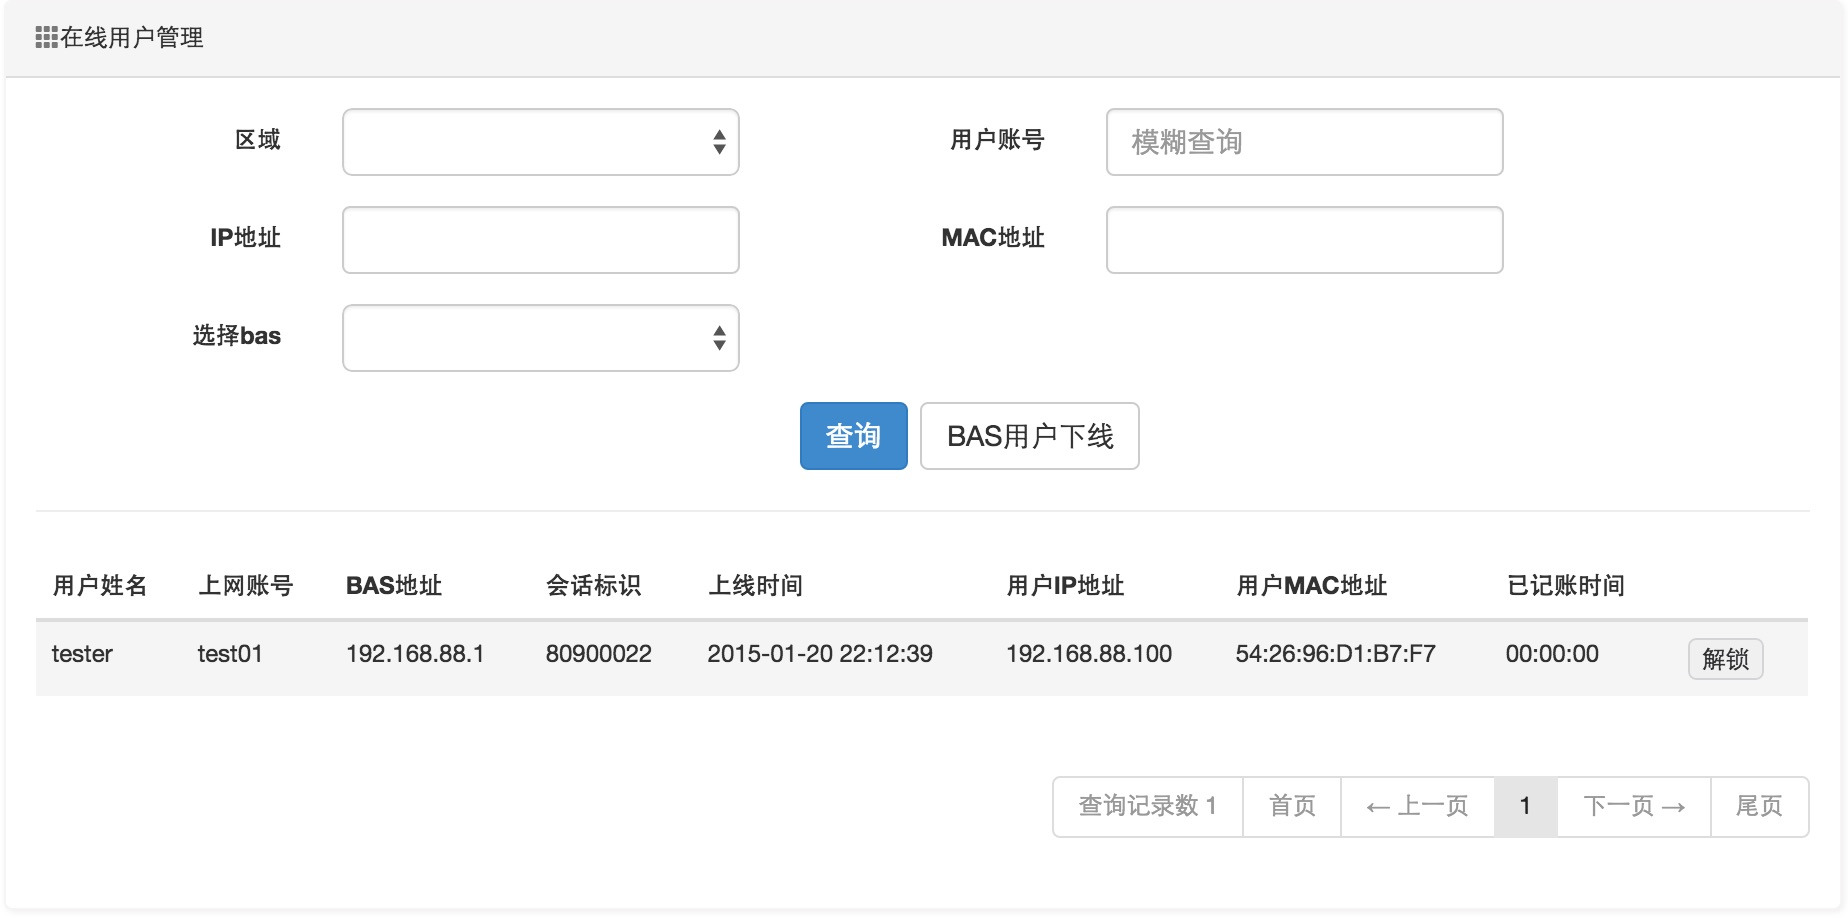 在线用户管理
区域 用户账号 模糊查询
IP地址 MAC地址
选择bas
查询 BAS用户下线
用户姓名 上网账号 BAS地址 会话标识 上线时间 用户IP地址 用户MAC地址 已记账时间
tester test01 192.168.88.1 80900022 2015-01-20 22:12:39 192.168.88.100 54:26:96:D1:B7:F7 00:00:00 解锁
查询记录数 1 首页 ←上一页 1 下一页→ 尾页